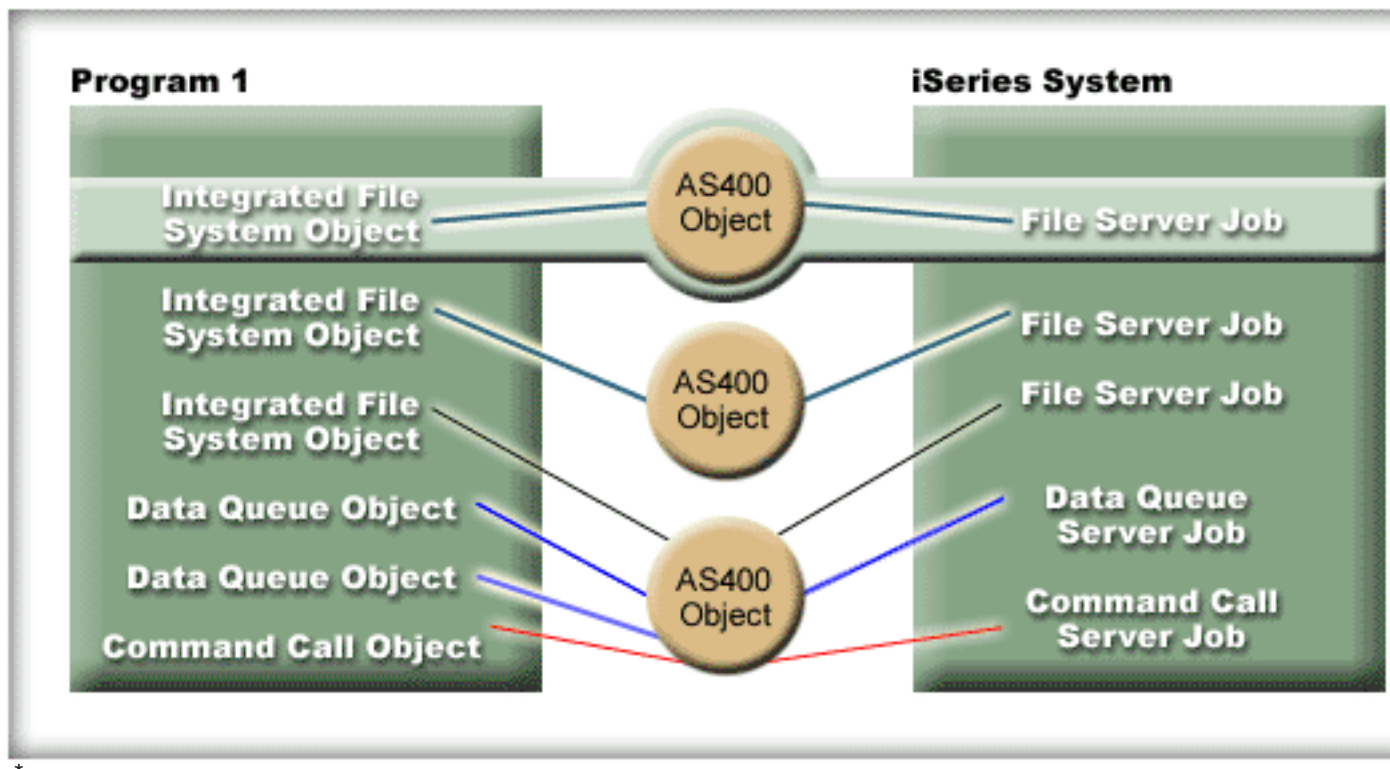 Program 1
iSeries System
Integrated File
System Object
AS400
Object
File Server Job
Integrated File
System Object
AS400
Object
File Server Job
Integrated File
System Object
File Server Job
Data Queue Object
Data Queue
Server Job
Data Queue Object
AS400
Object
Command Call Object
Command Call
Server Job
*